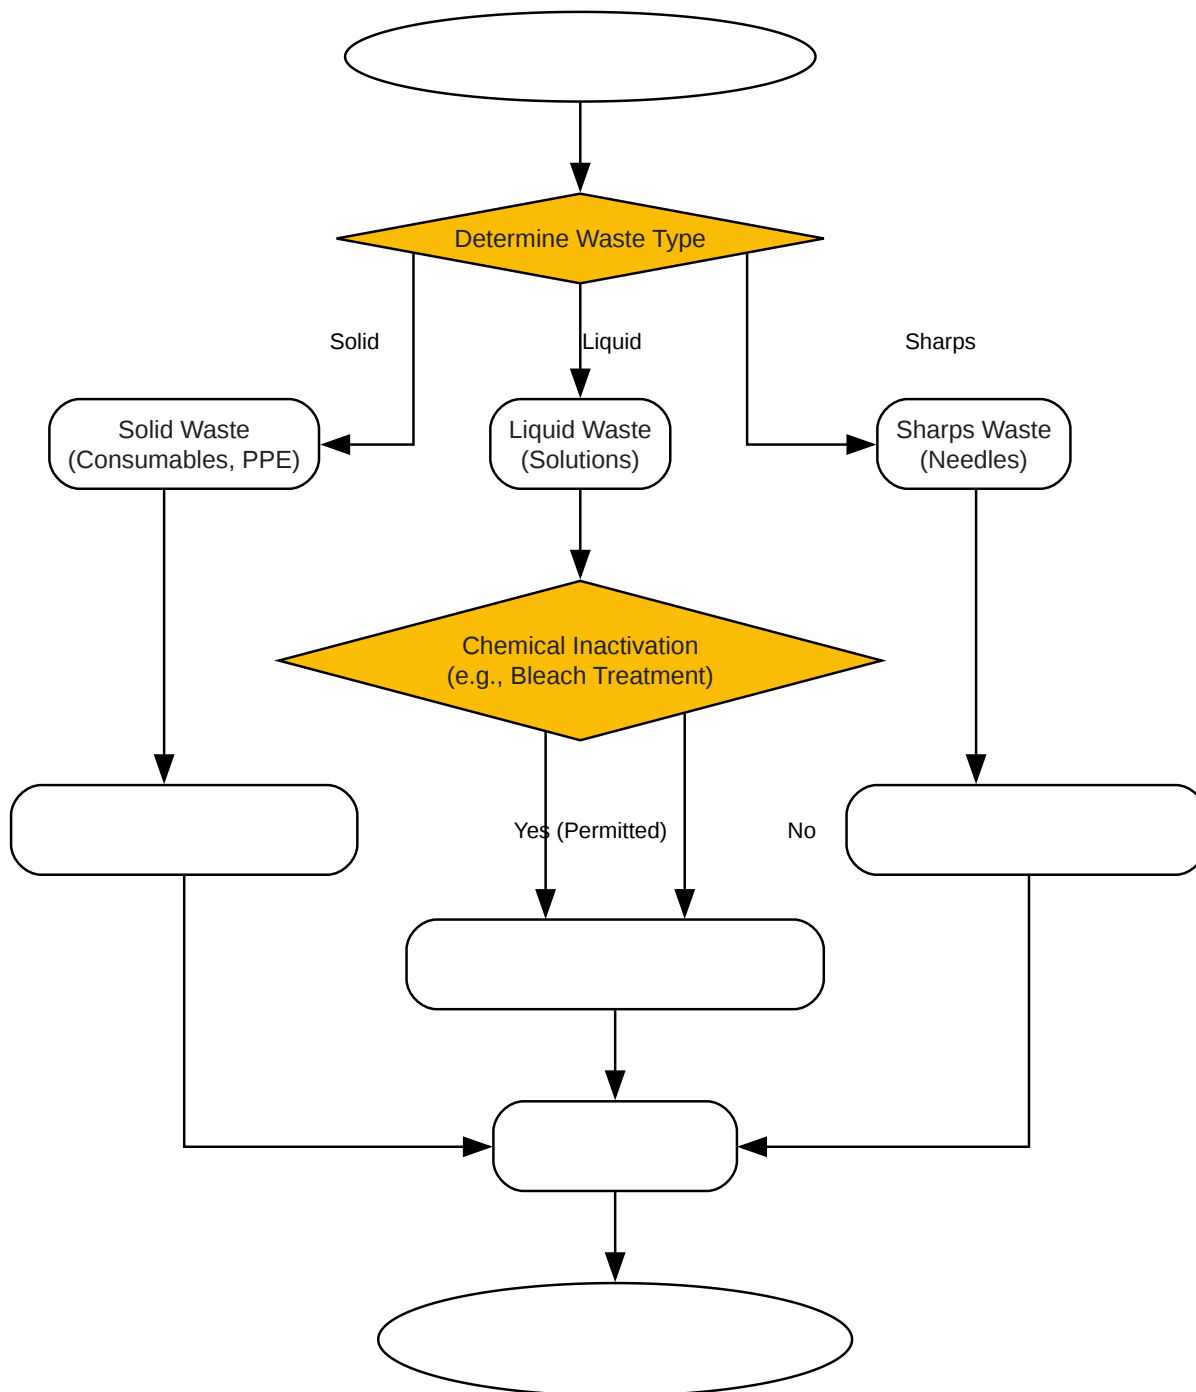 Determine Waste Type
Solid
Liquid
Sharps
Solid Waste
(Consumables, PPE)
Liquid Waste
(Solutions)
Sharps Waste
(Needles)
Chemical Inactivation
(e.g., Bleach Treatment)
Yes (Permitted)
No